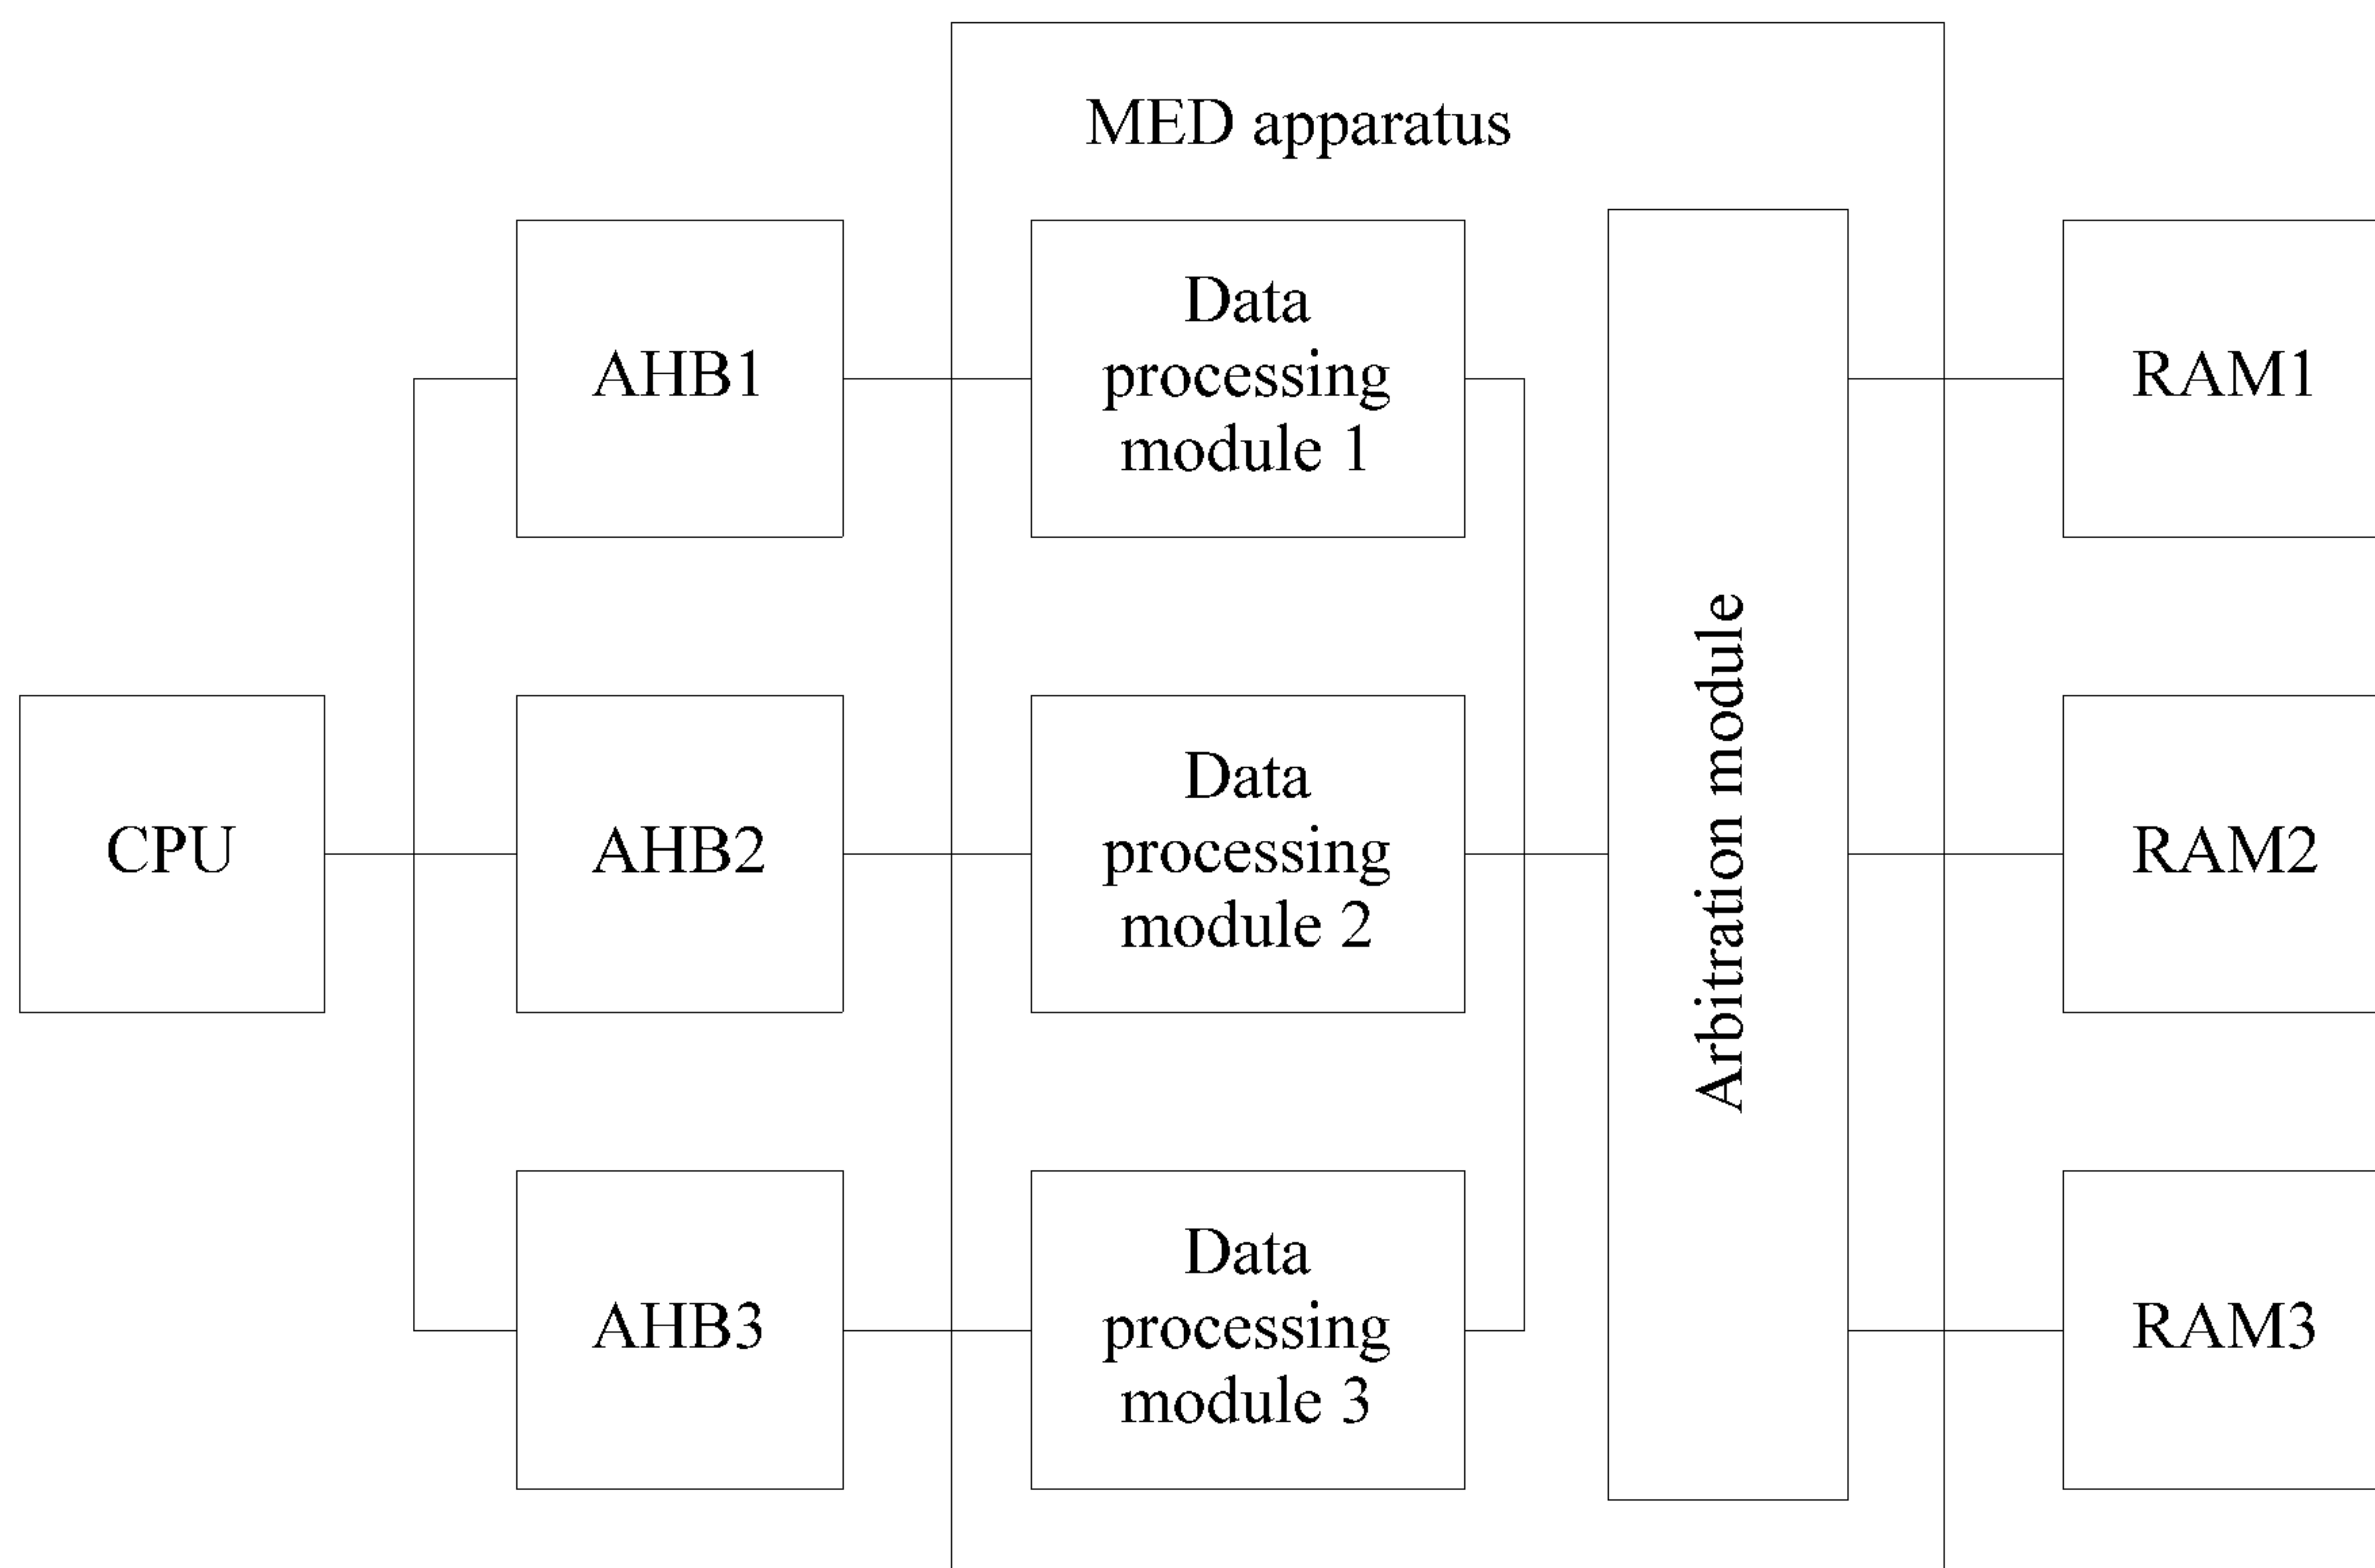 MED apparatus
AHB1
Data
processing
module 1
RAM1
CPU
AHB2
Data
processing
module 2
Arbitration module
RAM2
AHB3
Data
processing
module 3
RAM3